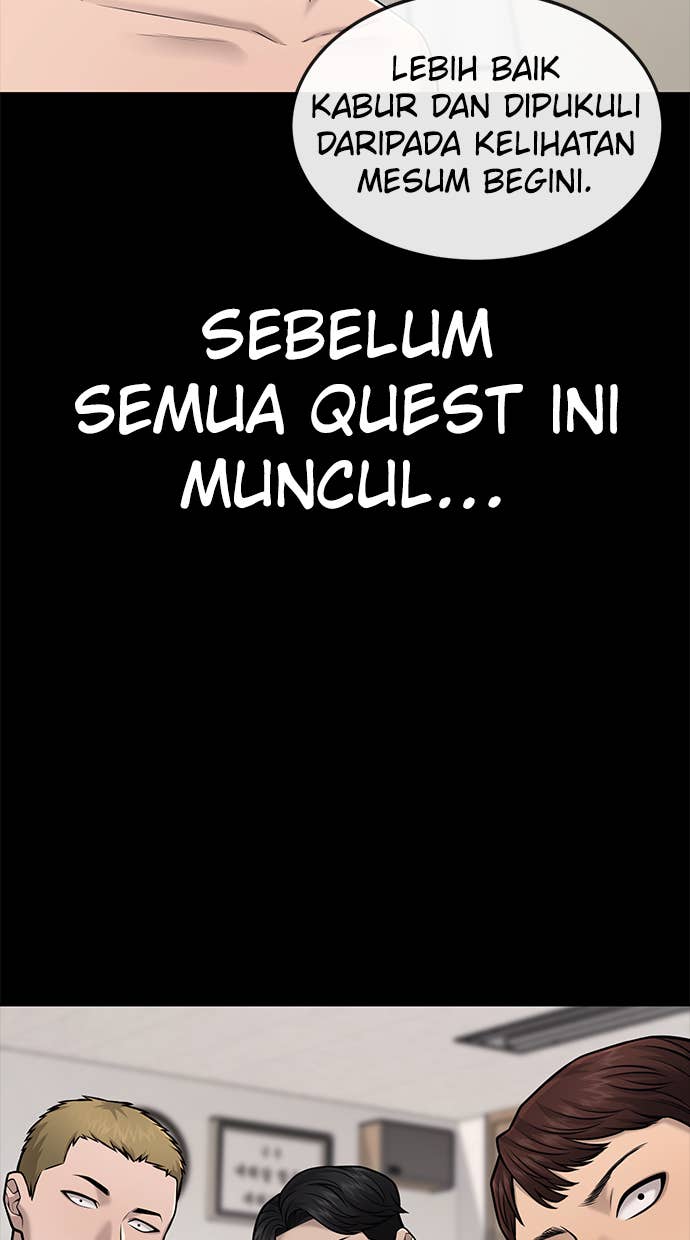 LEBIH BAIK
KABUR DAN DIPUKULI
DARIPADA KELIHATAN
MESUM BEGINI.
SEBELUM
SEMUA QUEST INI
MUNCUL...